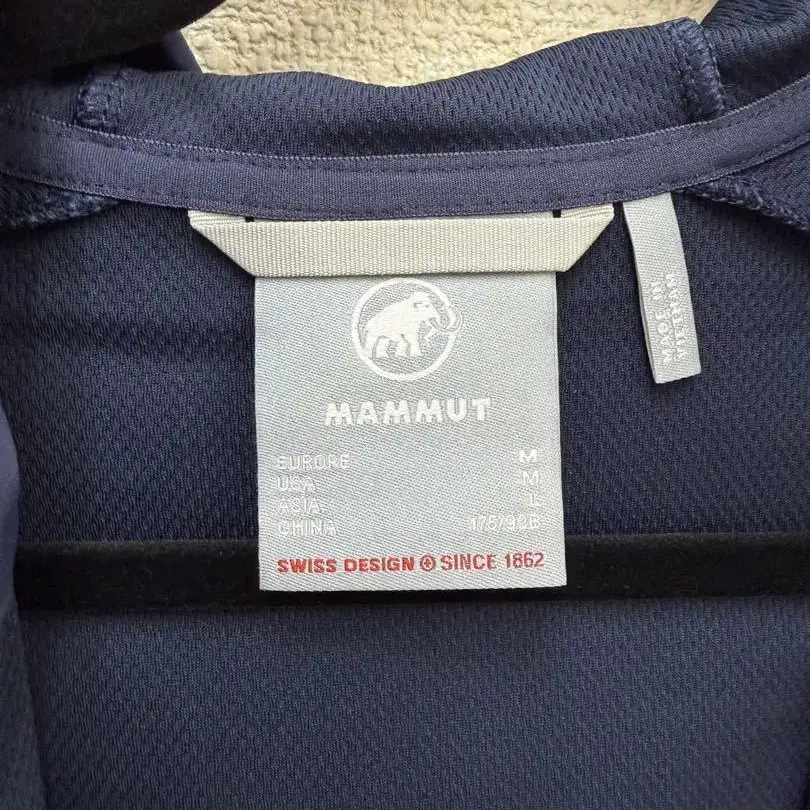 MAMMUT
EUROPE M
USA M
ASIA L
CHINA 175/92B
SWISS DESIGN SINCE 1862
MADE IN
VIETNAM